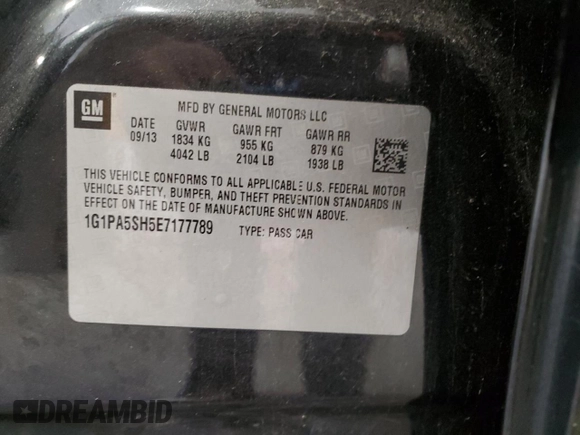 GM
MFD BY GENERAL MOTORS LLC
DATE GVWR GAWR FRT GAWR RR
09/13 1834 KG 955 KG 879 KG
4042 LB 2104 LB 1938 LB
THIS VEHICLE CONFORMS TO ALL APPLICABLE U.S. FEDERAL MOTOR
VEHICLE SAFETY, BUMPER, AND THEFT PREVENTION STANDARDS IN
EFFECT ON THE DATE OF MANUFACTURE SHOWN ABOVE.
1G1PA5SH5E7177789 TYPE: PASS CAR
DREAMBID